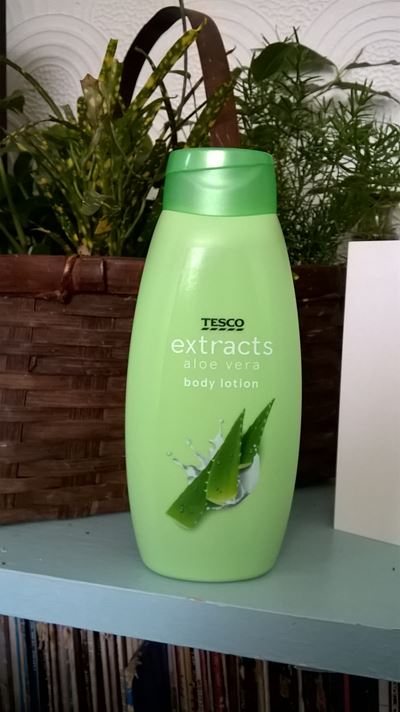 TESCO
extracts
aloe vera
body lotion